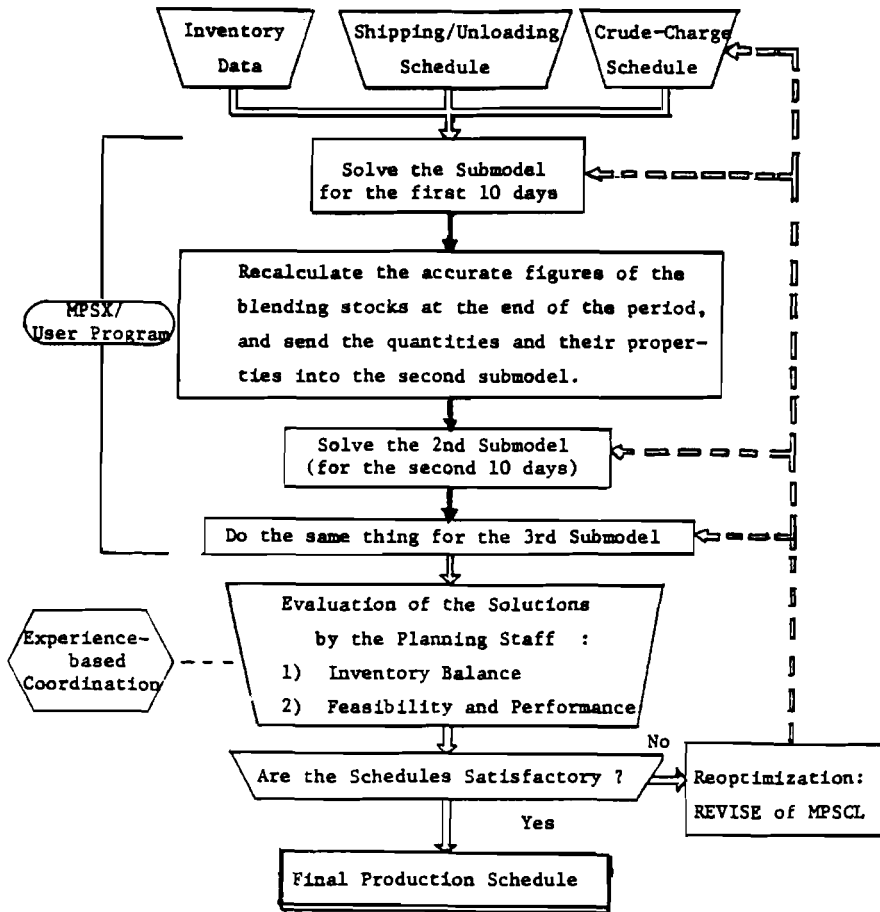 Inventory
Data
Shipping/Unloading
Schedule
Crude-Charge
Schedule
Solve the Submodel
for the first 10 days
Recalculate the accurate figures of the
blending stocks at the end of the period,
and send the quantities and their proper-
ties into the second submodel.
MPSX/
User Program
Solve the 2nd Submodel
(for the second 10 days)
Do the same thing for the 3rd Submodel
Evaluation of the Solutions
by the Planning Staff :
1) Inventory Balance
2) Feasibility and Performance
Experience-
based
Coordination
Are the Schedules Satisfactory ?
No
Reoptimization:
REVISE of MPSCL
Yes
Final Production Schedule